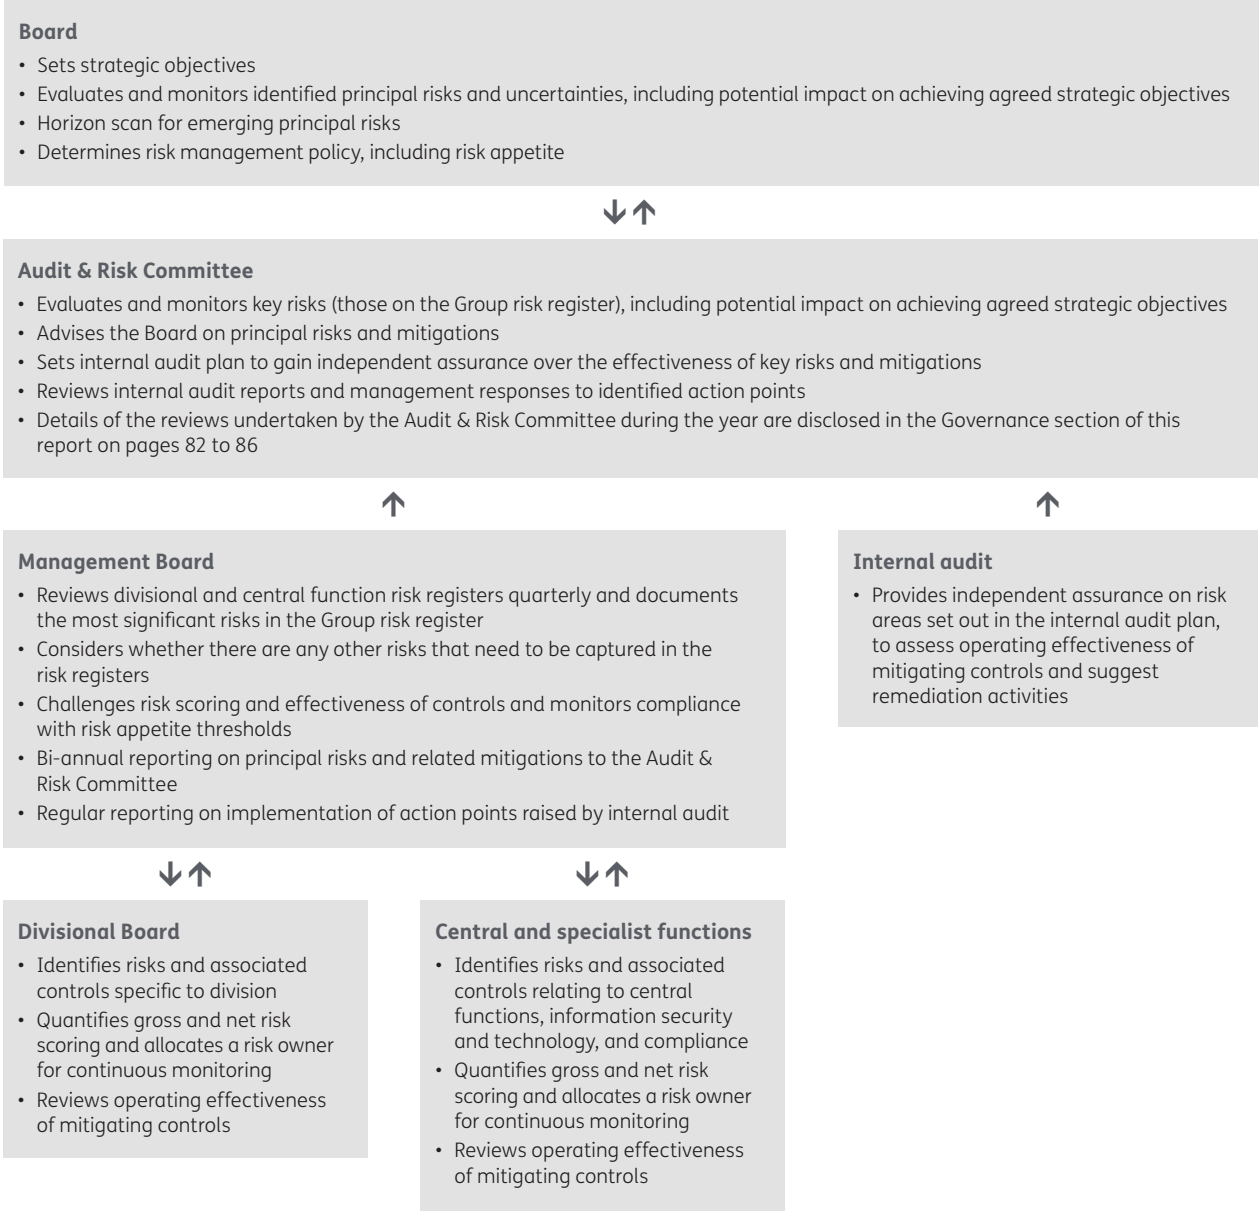 Board
• Sets strategic objectives
• Evaluates and monitors identified principal risks and uncertainties, including potential impact on achieving agreed strategic objectives
• Horizon scan for emerging principal risks
• Determines risk management policy, including risk appetite
Audit & Risk Committee
• Evaluates and monitors key risks (those on the Group risk register), including potential impact on achieving agreed strategic objectives
• Advises the Board on principal risks and mitigations
• Sets internal audit plan to gain independent assurance over the effectiveness of key risks and mitigations
• Reviews internal audit reports and management responses to identified action points
• Details of the reviews undertaken by the Audit & Risk Committee during the year are disclosed in the Governance section of this
report on pages 82 to 86
Management Board
• Reviews divisional and central function risk registers quarterly and documents
the most significant risks in the Group risk register
• Considers whether there are any other risks that need to be captured in the
risk registers
• Challenges risk scoring and effectiveness of controls and monitors compliance
with risk appetite thresholds
• Bi-annual reporting on principal risks and related mitigations to the Audit &
Risk Committee
• Regular reporting on implementation of action points raised by internal audit
Internal audit
• Provides independent assurance on risk
areas set out in the internal audit plan,
to assess operating effectiveness of
mitigating controls and suggest
remediation activities
Divisional Board
• Identifies risks and associated
controls specific to division
• Quantifies gross and net risk
scoring and allocates a risk owner
for continuous monitoring
• Reviews operating effectiveness
of mitigating controls
Central and specialist functions
• Identifies risks and associated
controls relating to central
functions, information security
and technology, and compliance
• Quantifies gross and net risk
scoring and allocates a risk owner
for continuous monitoring
• Reviews operating effectiveness
of mitigating controls